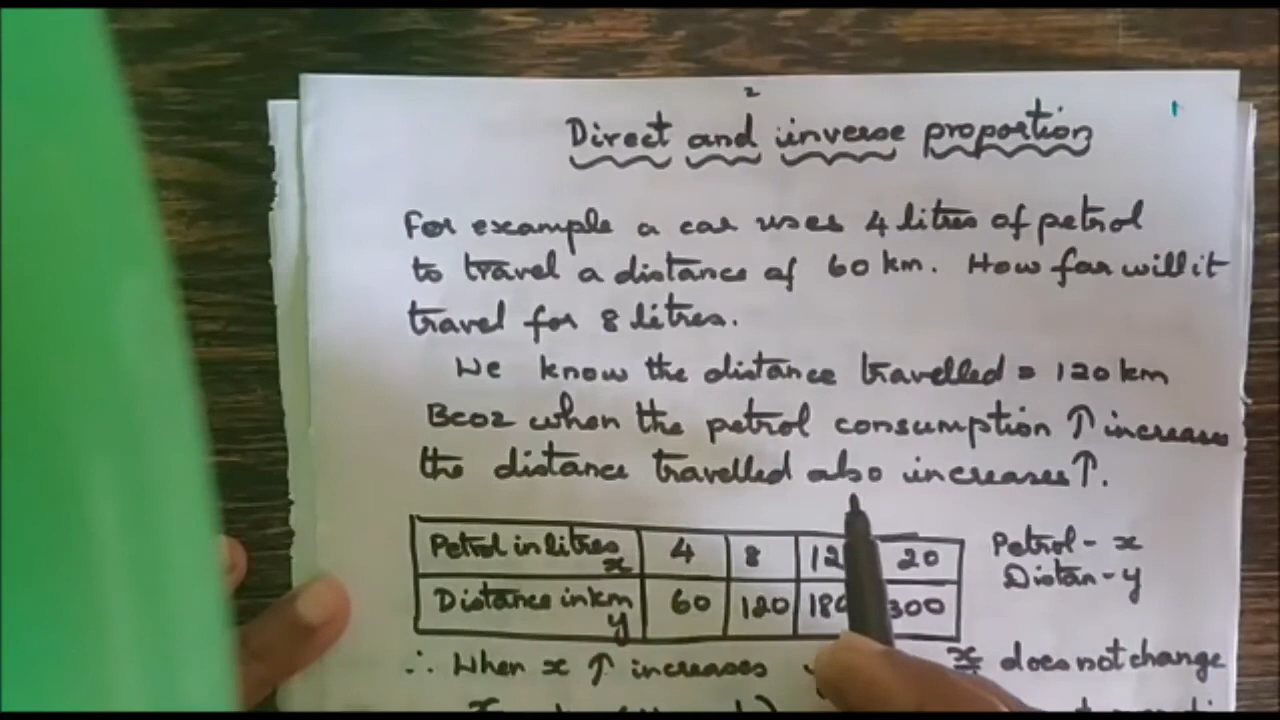 2
Direct and inverse proportion
For example a car uses 4 litres of petrol
to travel a distance of 60 km. How far will it
travel for 8 litres.
We know the distance travelled = 120 km
Bcoz when the petrol consumption ↑ increases
the distance travelled also increases ↑.
Petrol in litres x 4 8 12 20
Distance in km y 60 120 180 300
Petrol - x
Distan - y
∴ When x ↑ increases
x/ does not change